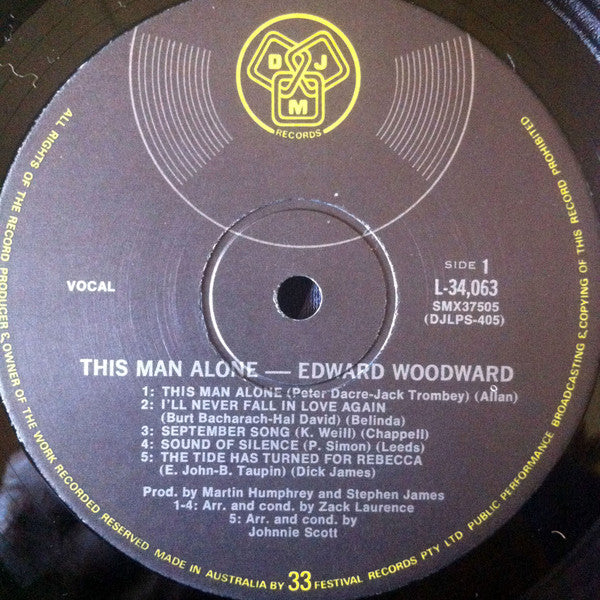 D J
M
RECORDS
VOCAL
SIDE 1
L-34,063
SMX37505
(DJLPS-405)
THIS MAN ALONE — EDWARD WOODWARD
1: THIS MAN ALONE (Peter Dacre-Jack Trombey) (Allan)
2: I'LL NEVER FALL IN LOVE AGAIN
(Burt Bacharach-Hal David) (Belinda)
3: SEPTEMBER SONG (K. Weill) (Chappell)
4: SOUND OF SILENCE (P. Simon) (Leeds)
5: THE TIDE HAS TURNED FOR REBECCA
(E. John-B. Taupin) (Dick James)
Prod. by Martin Humphrey and Stephen James
1-4: Arr. and cond. by Zack Laurence
5: Arr. and cond. by
Johnnie Scott
ALL RIGHTS OF THE RECORD PRODUCER & OWNER OF THE WORK RECORDED RESERVED MADE IN AUSTRALIA BY 33 FESTIVAL RECORDS PTY LTD PUBLIC PERFORMANCE BROADCASTING & COPYING OF THIS RECORD PROHIBITED